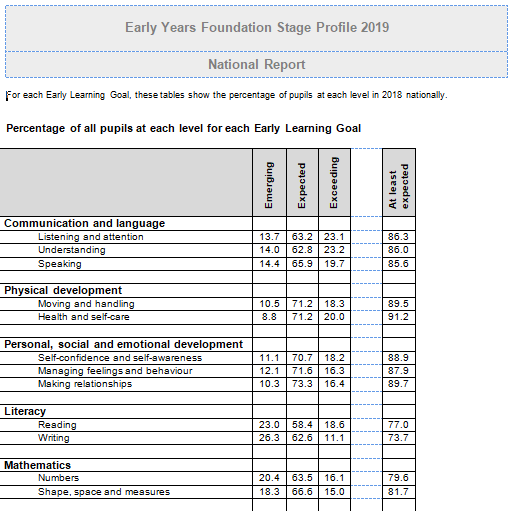 Early Years Foundation Stage Profile 2019
National Report
For each Early Learning Goal, these tables show the percentage of pupils at each level in 2018 nationally.
Percentage of all pupils at each level for each Early Learning Goal
Emerging Expected Exceeding At least expected
Communication and language
Listening and attention 13.7 63.2 23.1 86.3
Understanding 14.0 62.8 23.2 86.0
Speaking 14.4 65.9 19.7 85.6
Physical development
Moving and handling 10.5 71.2 18.3 89.5
Health and self-care 8.8 71.2 20.0 91.2
Personal, social and emotional development
Self-confidence and self-awareness 11.1 70.7 18.2 88.9
Managing feelings and behaviour 12.1 71.6 16.3 87.9
Making relationships 10.3 73.3 16.4 89.7
Literacy
Reading 23.0 58.4 18.6 77.0
Writing 26.3 62.6 11.1 73.7
Mathematics
Numbers 20.4 63.5 16.1 79.6
Shape, space and measures 18.3 66.6 15.0 81.7